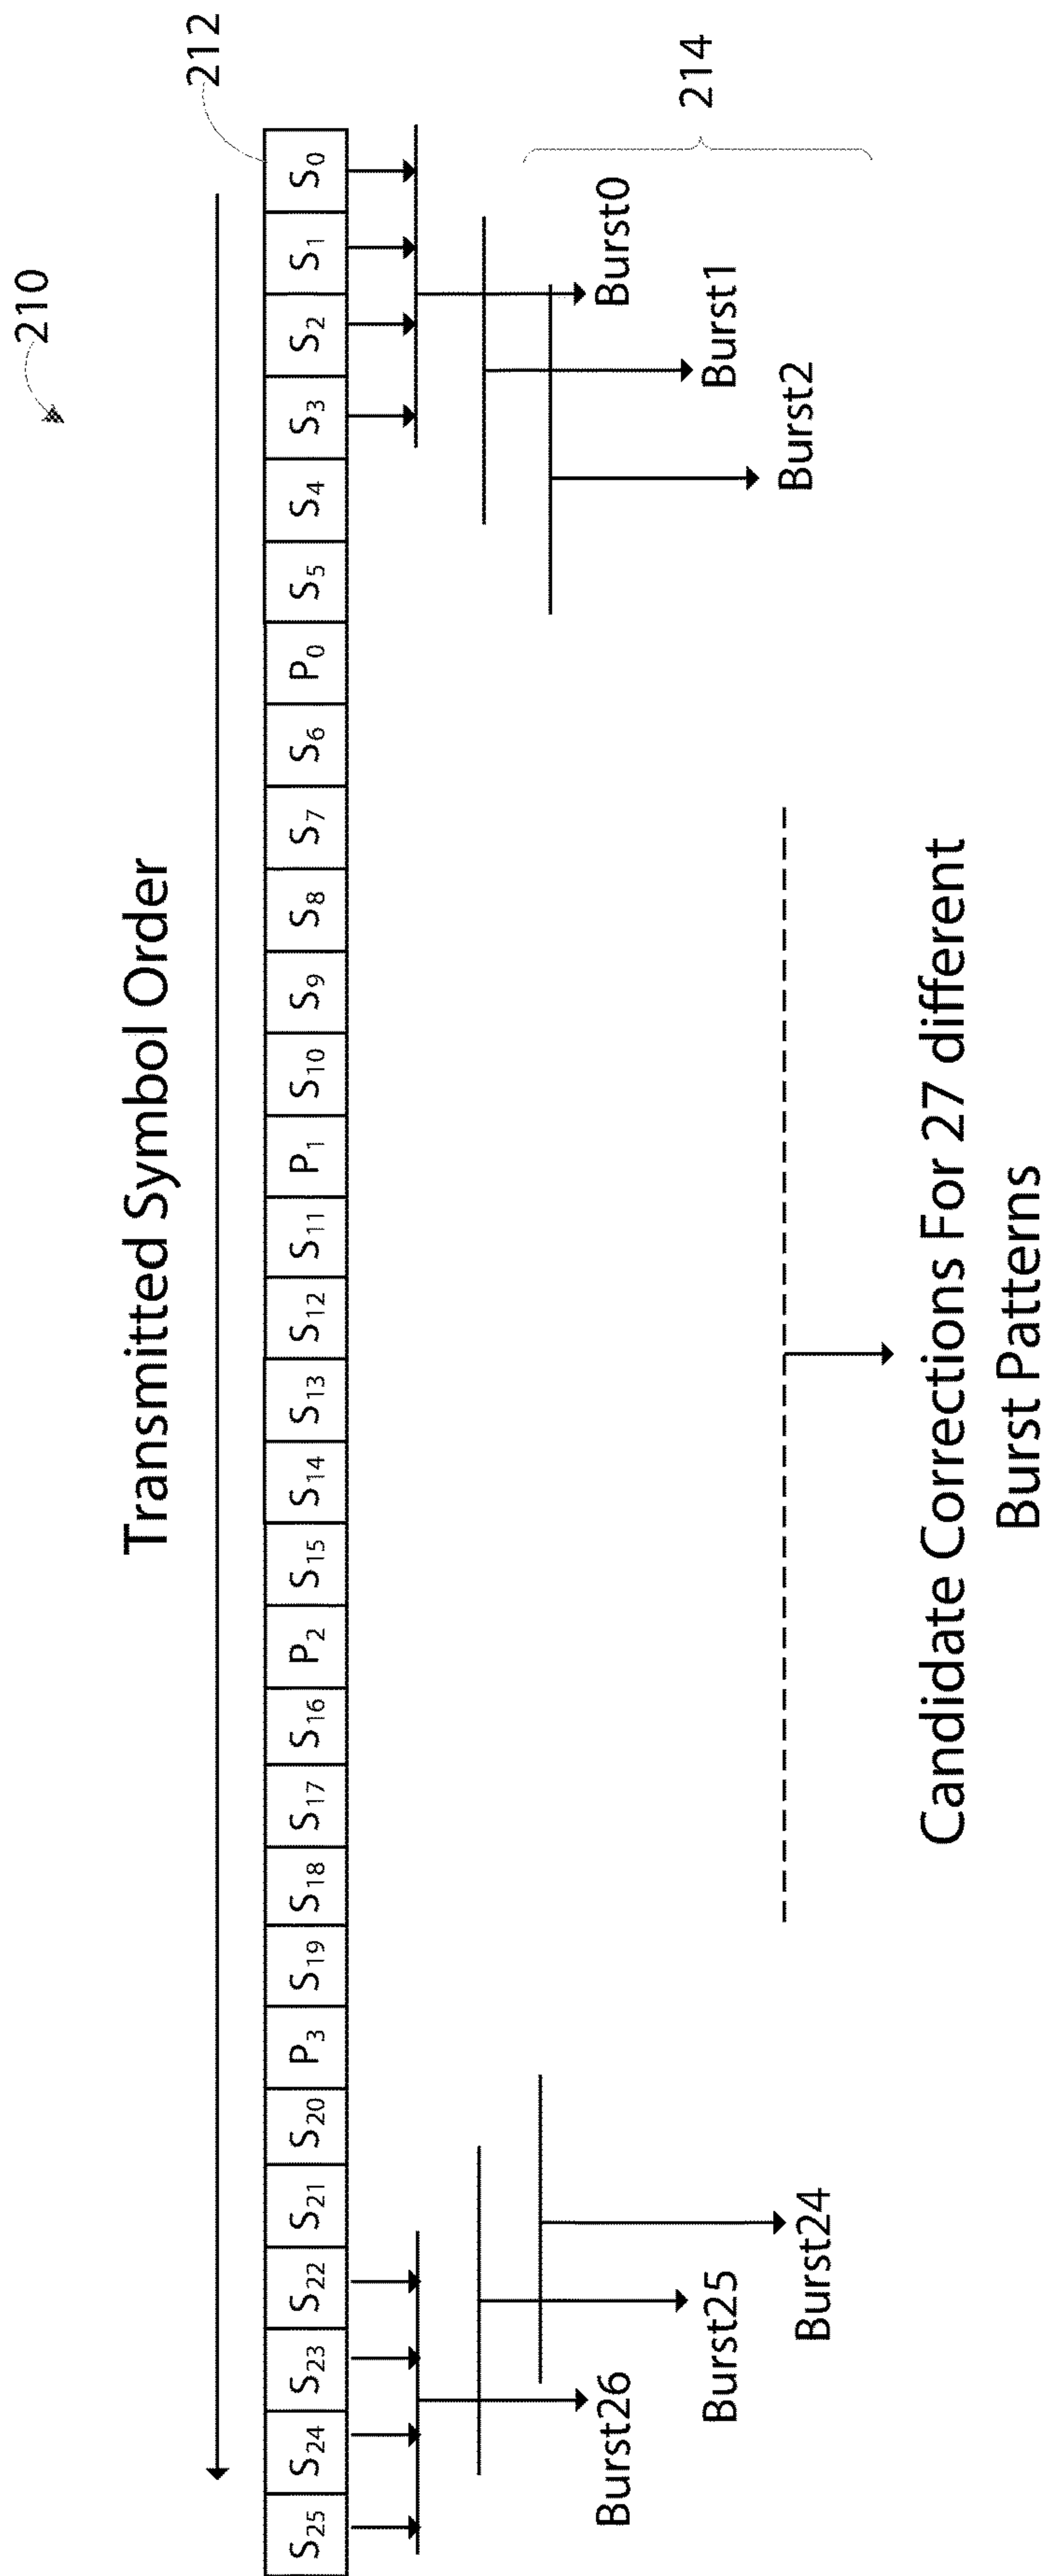 210
Transmitted Symbol Order
212
S25 S24 S23 S22 S21 S20 P3 S19 S18 S17 S16 P2 S15 S14 S13 S12 S11 P1 S10 S9 S8 S7 S6 P0 S5 S4 S3 S2 S1 S0
214
Burst26
Burst0
Burst25
Burst1
Burst24
Burst2
Candidate Corrections For 27 different
Burst Patterns